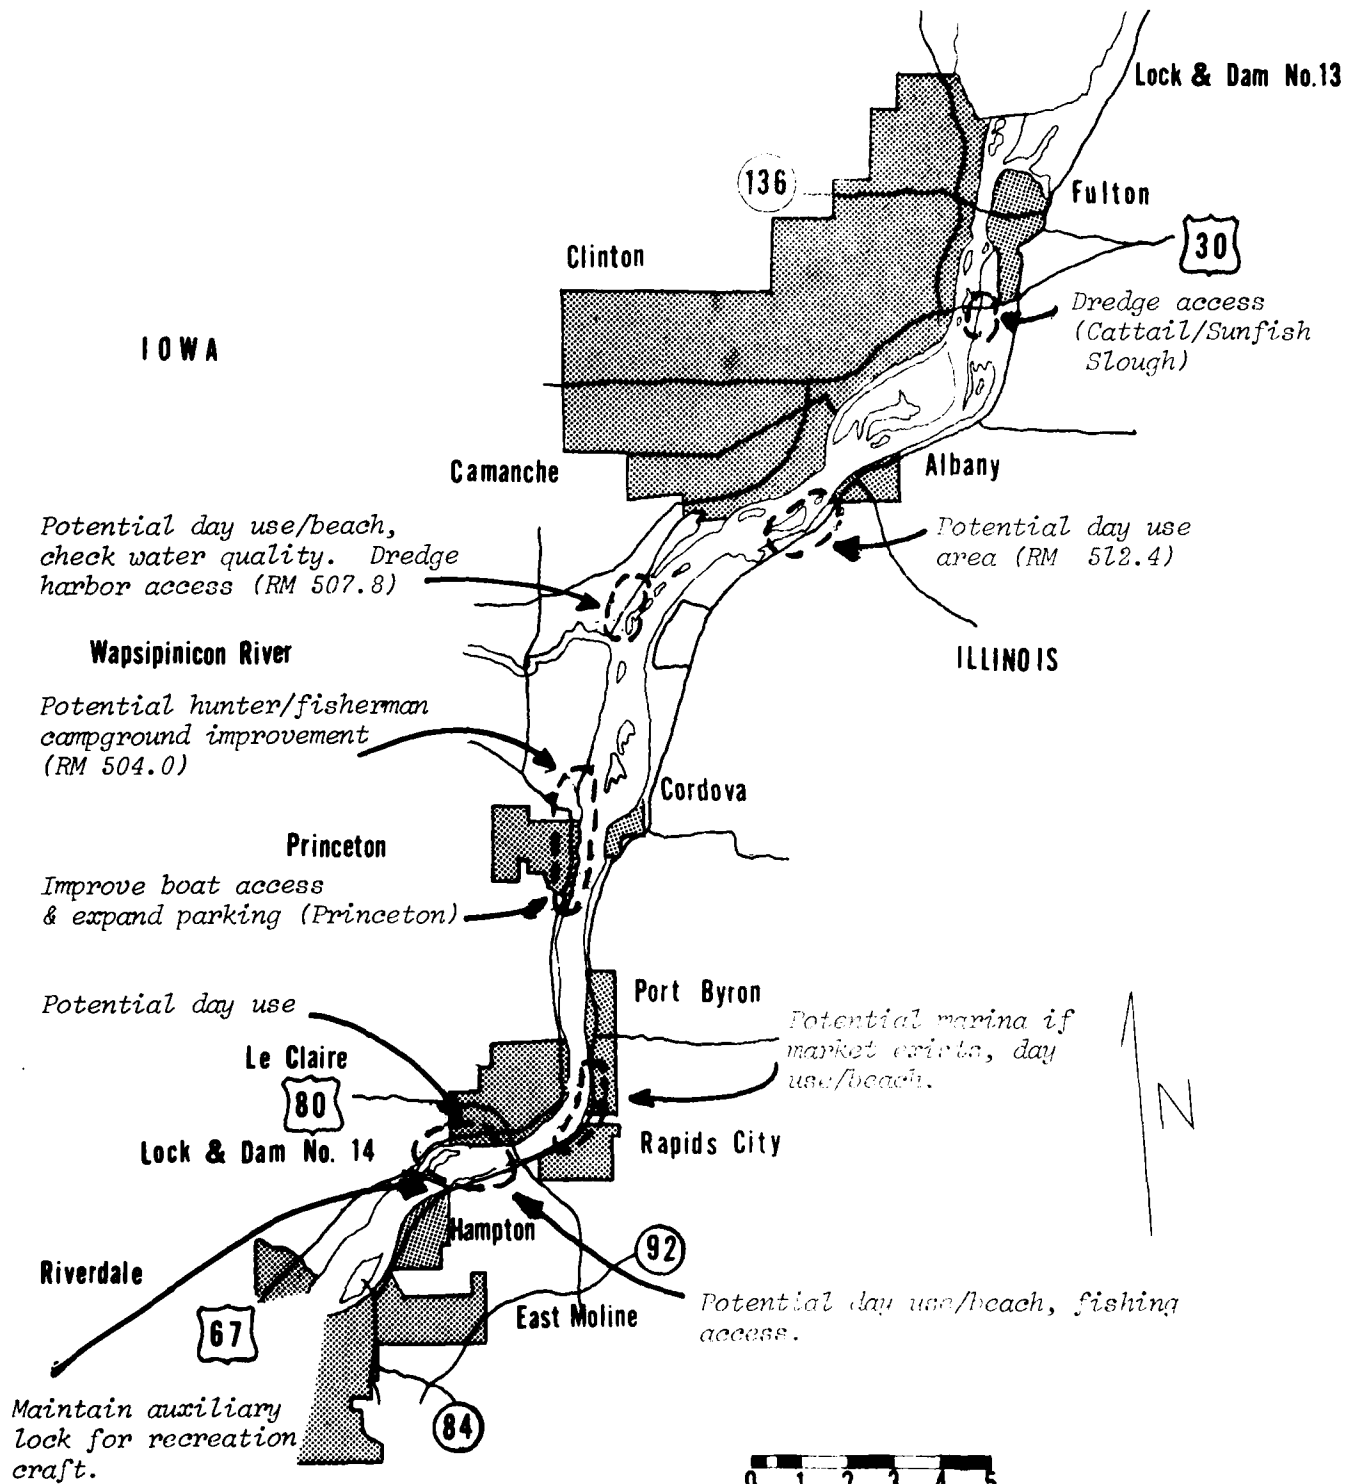 Lock & Dam No.13
136
Fulton
30
Clinton
Dredge access
(Cattail/Sunfish
Slough)
IOWA
Camanche
Albany
Potential day use/beach,
check water quality. Dredge
harbor access (RM 507.8)
Potential day use
area (RM 512.4)
Wapsipinicon River
ILLINOIS
Potential hunter/fisherman
campground improvement
(RM 504.0)
Cordova
Princeton
Improve boat access
& expand parking (Princeton)
Port Byron
Potential day use
Potential marina if
market exists, day
use/beach.
Le Claire
80
Lock & Dam No. 14
Rapids City
Hampton
92
Riverdale
Potential day use/beach, fishing
access.
East Moline
67
Maintain auxiliary
lock for recreation
craft.
84
N
0 1 2 3 4 5